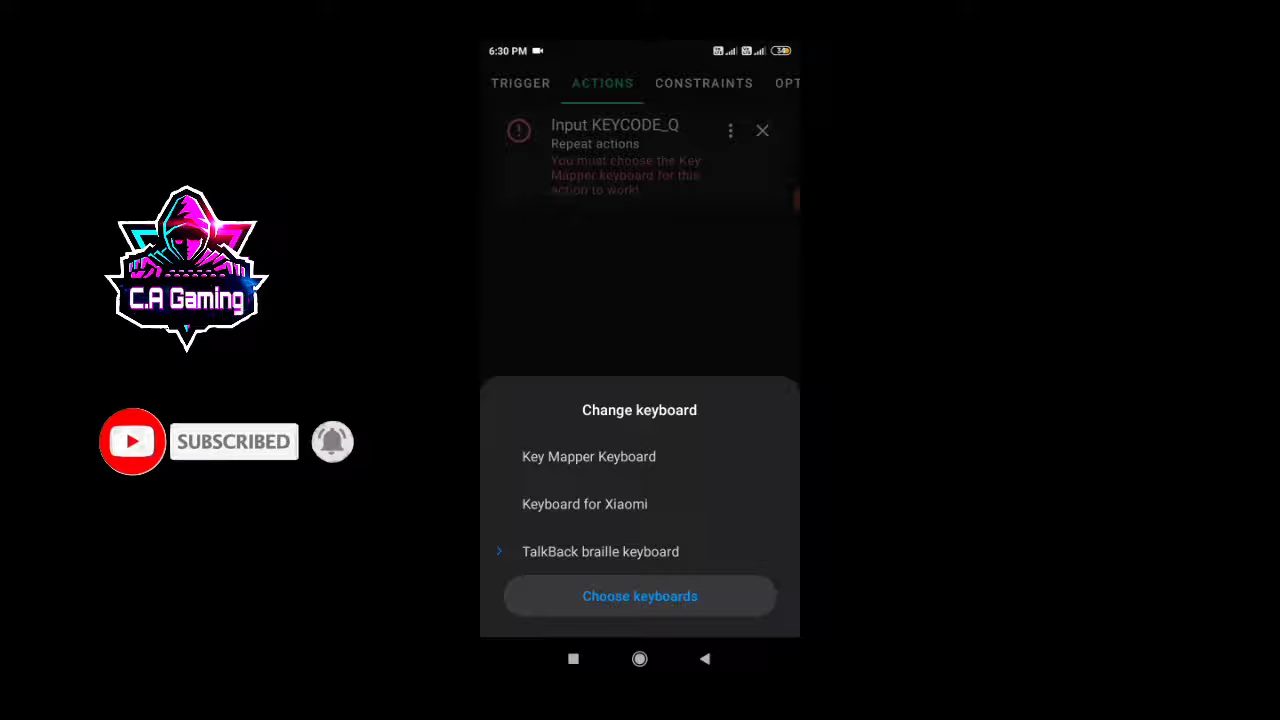 6:30 PM
34
TRIGGER ACTIONS CONSTRAINTS OPT
Input KEYCODE_Q
Repeat actions
You must choose the Key
Mapper keyboard for this
action to work!
C.A Gaming
SUBSCRIBED
Change keyboard
Key Mapper Keyboard
Keyboard for Xiaomi
TalkBack braille keyboard
Choose keyboards